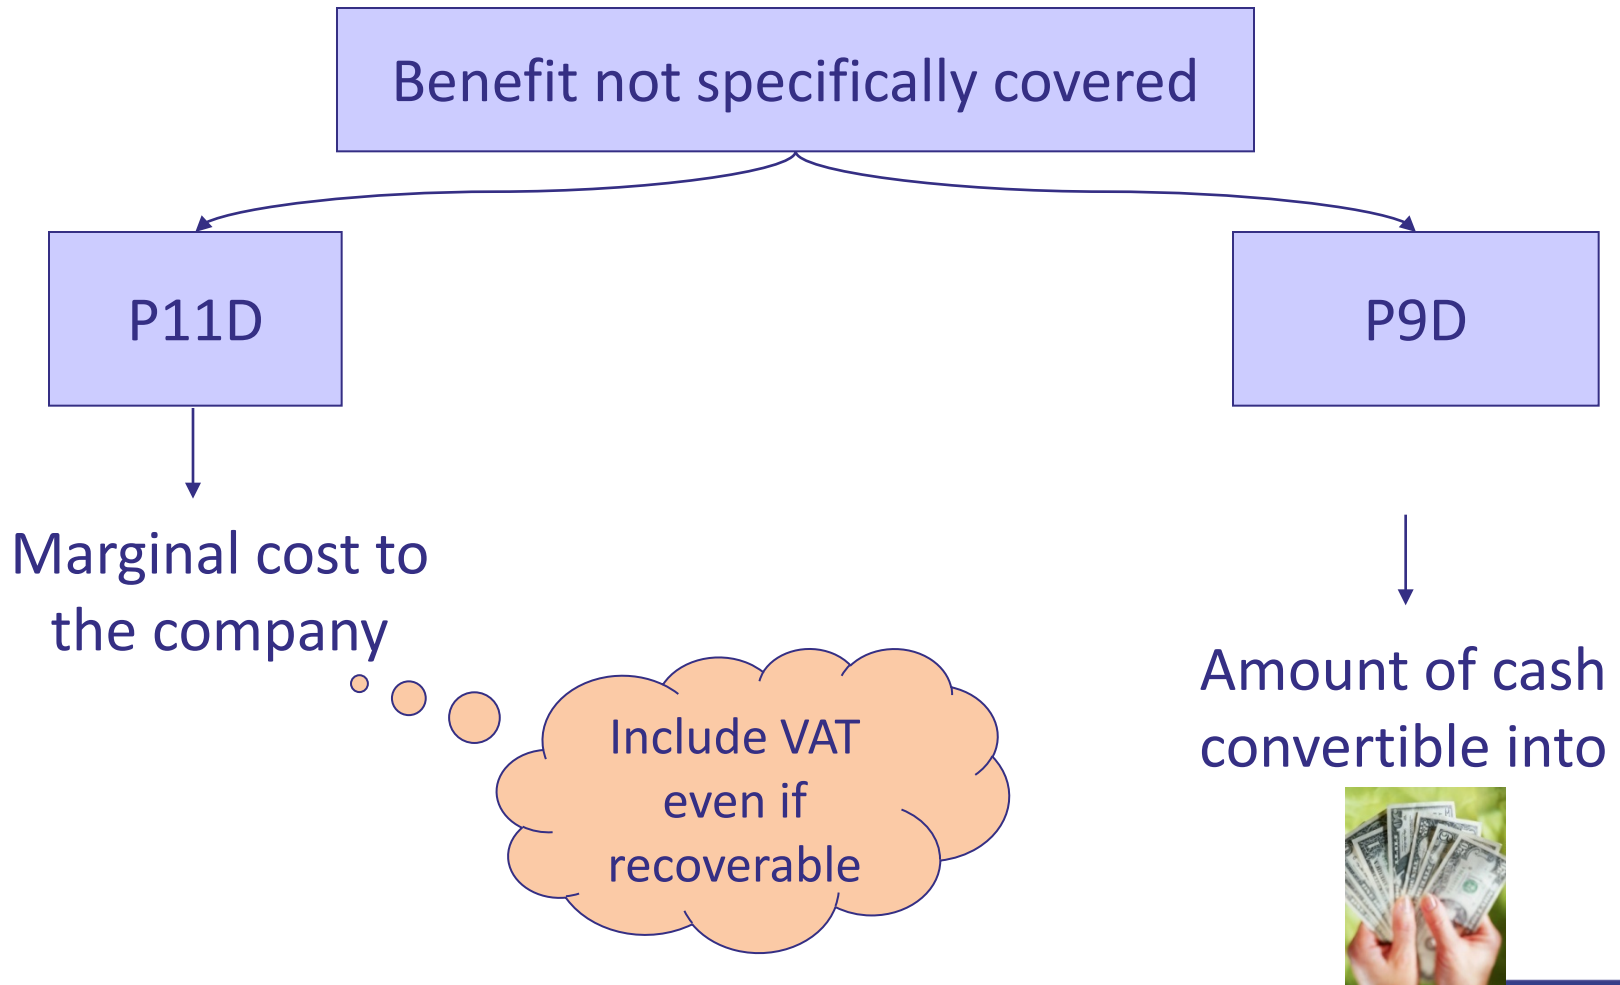 Benefit not specifically covered
P11D
P9D
Marginal cost to
the company
Include VAT
even if
recoverable
Amount of cash
convertible into